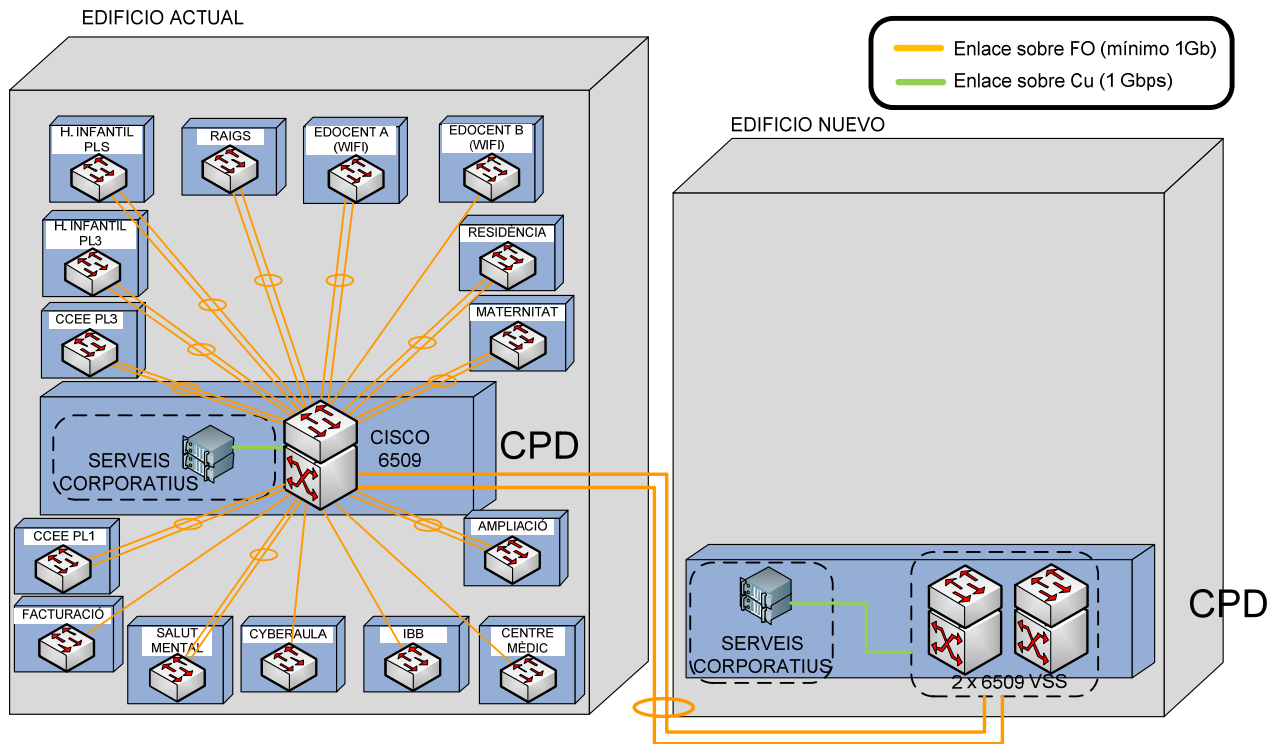 EDIFICIO ACTUAL
Enlace sobre FO (mínimo 1Gb)
Enlace sobre Cu (1 Gbps)
EDIFICIO NUEVO
H. INFANTIL
PLS
RAIGS
EDOCENT A
(WIFI)
EDOCENT B
(WIFI)
H. INFANTIL
PL3
RESIDÈNCIA
CCEE PL3
MATERNITAT
SERVEIS
CORPORATIUS
CISCO
6509
CPD
CCEE PL1
AMPLIACIÓ
FACTURACIÓ
SALUT
MENTAL
CYBERAULA
IBB
CENTRE
MÈDIC
SERVEIS
CORPORATIUS
2 x 6509 VSS
CPD